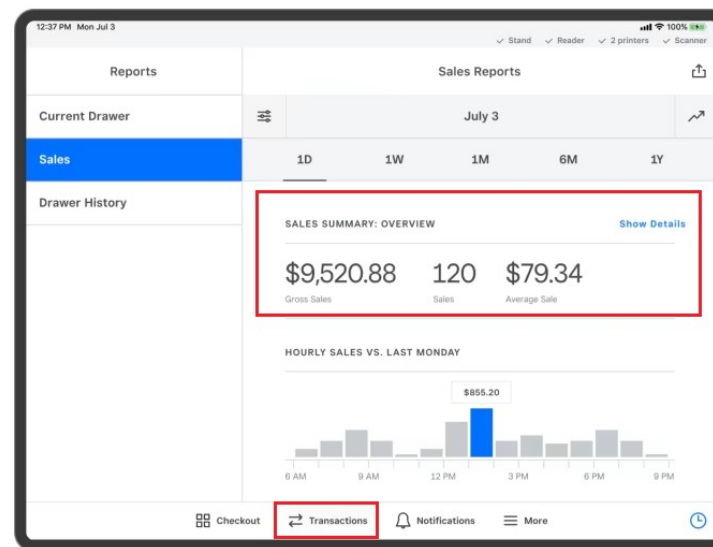 12:37 PM Mon Jul 3
100%
Stand Reader 2 printers Scanner
Reports
Sales Reports
Current Drawer
July 3
Sales
1D 1W 1M 6M 1Y
Drawer History
SALES SUMMARY: OVERVIEW
Show Details
$9,520.88 120 $79.34
Gross Sales Sales Average Sale
HOURLY SALES VS. LAST MONDAY
$855.20
6 AM 9 AM 12 PM 3 PM 6 PM 9 PM
Checkout Transactions Notifications More